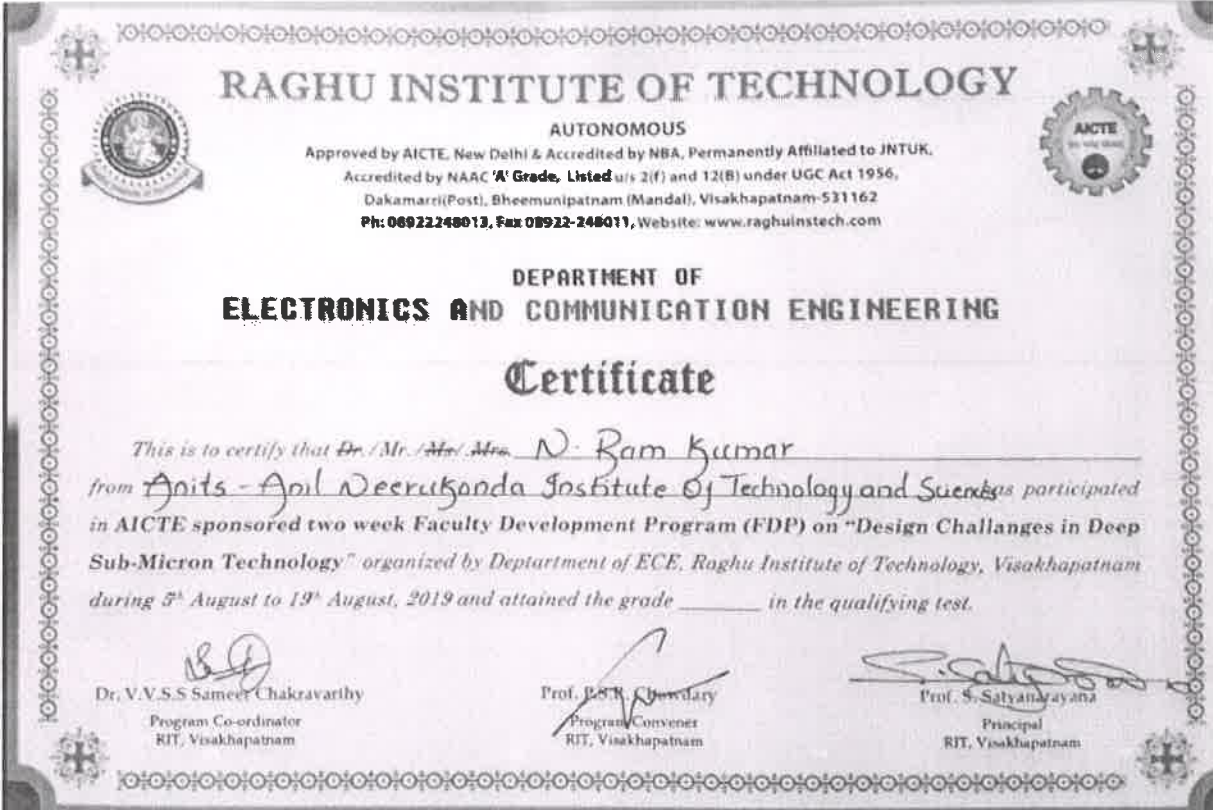 RAGHU INSTITUTE OF TECHNOLOGY
AUTONOMOUS
Approved by AICTE, New Delhi & Accredited by NBA, Permanently Affiliated to JNTUK,
Accredited by NAAC 'A' Grade, Listed u/s 2(f) and 12(B) under UGC Act 1956,
Dakamarri(Post), Bheemunipatnam (Mandal), Visakhapatnam-531162
Ph: 08922248013, Fax 08922-248011, Website: www.raghuinstech.com
AICTE
DEPARTMENT OF
ELECTRONICS AND COMMUNICATION ENGINEERING
Certificate
This is to certify that Dr. /Mr. /Ms/ Mrs. N. Ram Kumar
from Anits - Anil Neerukonda Institute Of Technology and Sciences as participated
in AICTE sponsored two week Faculty Development Program (FDP) on "Design Challanges in Deep
Sub-Micron Technology" organized by Deptartment of ECE, Raghu Institute of Technology, Visakhapatnam
during 5th August to 19th August, 2019 and attained the grade ________ in the qualifying test.
Dr. V.V.S.S Sameer Chakravarthy
Program Co-ordinator
RIT, Visakhapatnam
Prof. P.S.R. Chowdary
Program Convener
RIT, Visakhapatnam
S. Satya
Prof. S. Satyanarayana
Principal
RIT, Visakhapatnam